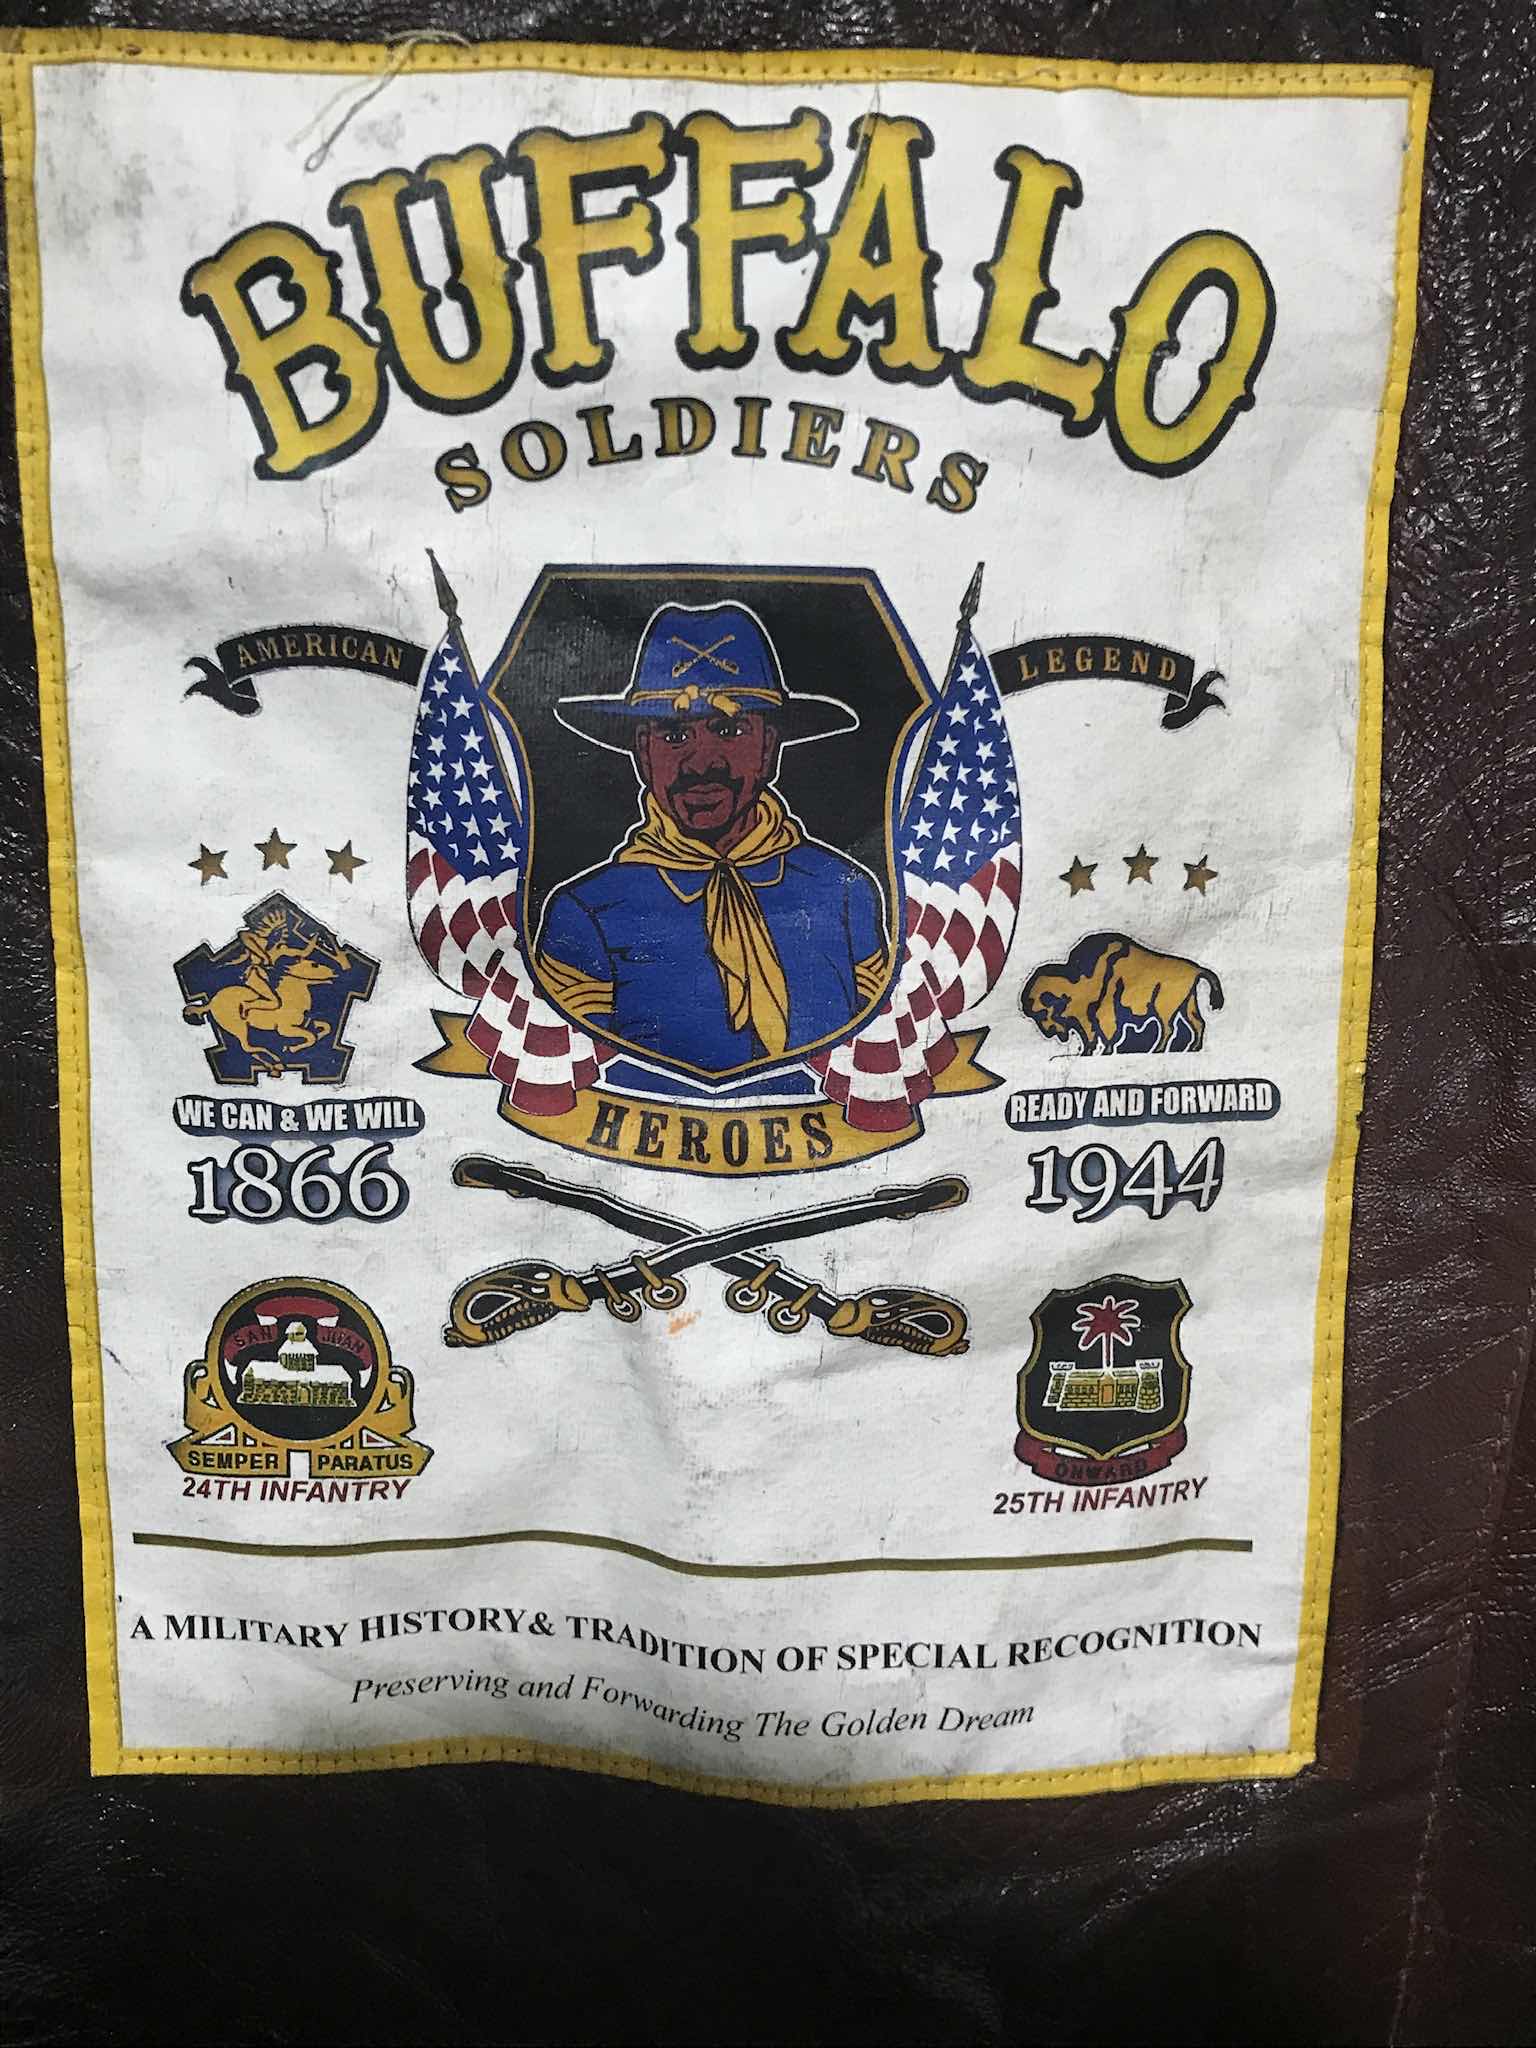 BUFFALO
SOLDIERS
AMERICAN
LEGEND
WE CAN & WE WILL
1866
HEROES
READY AND FORWARD
1944
SAN JUAN
SEMPER PARATUS
24TH INFANTRY
ONWARD
25TH INFANTRY
A MILITARY HISTORY& TRADITION OF SPECIAL RECOGNITION
Preserving and Forwarding The Golden Dream